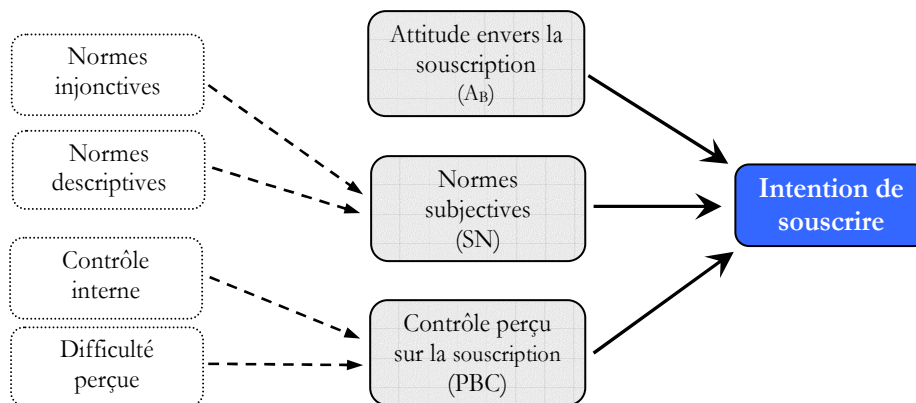 Normes
injonctives
Normes
descriptives
Contrôle
interne
Difficulté
perçue
Attitude envers la
souscription
(AB)
Normes
subjectives
(SN)
Contrôle perçu
sur la souscription
(PBC)
Intention de
souscrire